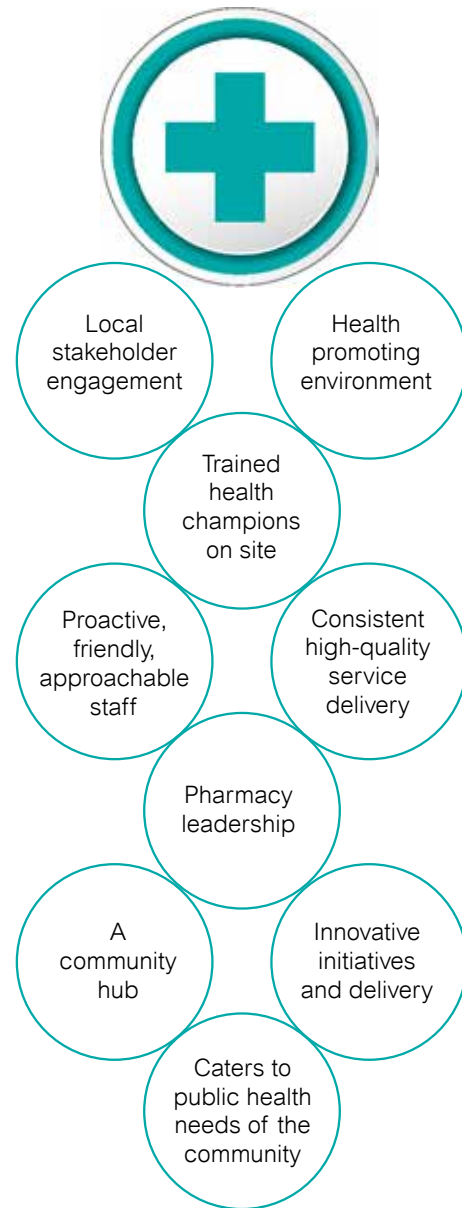 Local
stakeholder
engagement
Health
promoting
environment
Trained
health
champions
on site
Proactive,
friendly,
approachable
staff
Consistent
high-quality
service
delivery
Pharmacy
leadership
A
community
hub
Innovative
initiatives
and delivery
Caters to
public health
needs of the
community